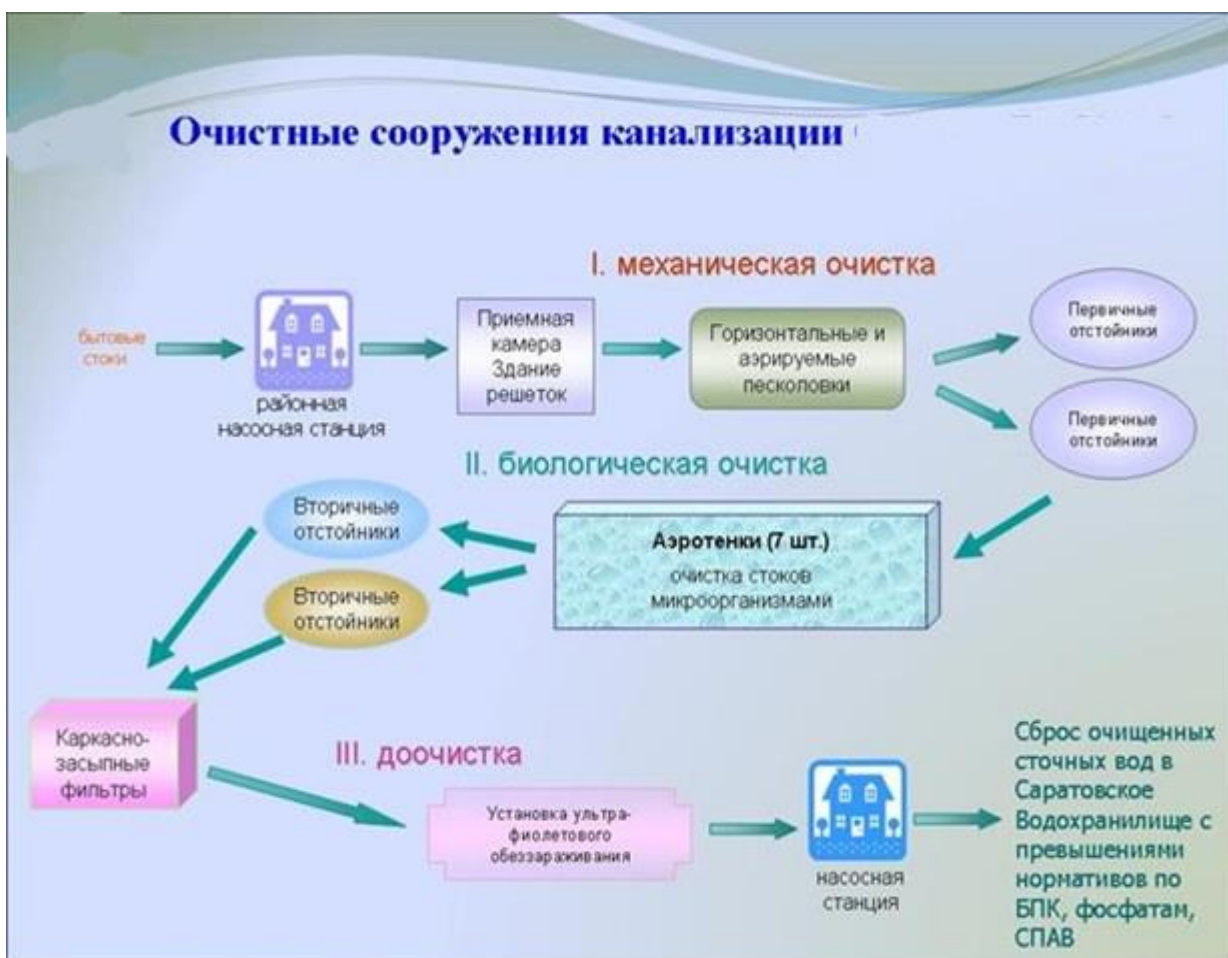 Очистные сооружения канализации
I. механическая очистка
бытовые
стоки
районная
насосная станция
Приемная
камера
Здание
решеток
Горизонтальные и
аэрируемые
песколовки
Первичные
отстойники
Первичные
отстойники
II. биологическая очистка
Аэротенки (7 шт.)
очистка стоков
микроорганизмами
Вторичные
отстойники
Вторичные
отстойники
Каркасно-
засыпные
фильтры
III. доочистка
Установка ультра-
фиолетового
обеззараживания
насосная
станция
Сброс очищенных
сточных вод в
Саратовское
Водохранилище с
превышениями
нормативов по
БПК, фосфатам,
СПАВ